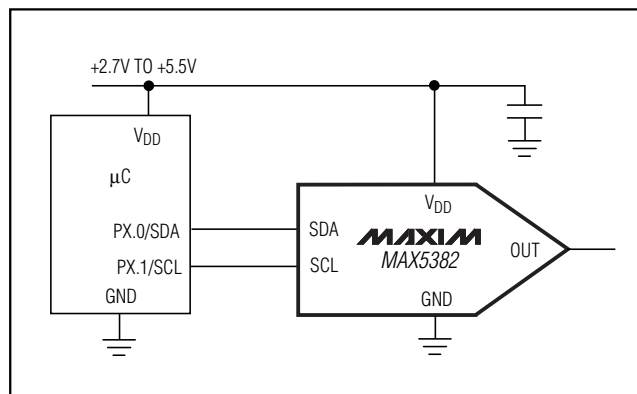 +2.7V TO +5.5V
VDD
μC
PX.0/SDA
PX.1/SCL
GND
VDD
SDA
MAXIM
MAX5382
SCL
OUT
GND